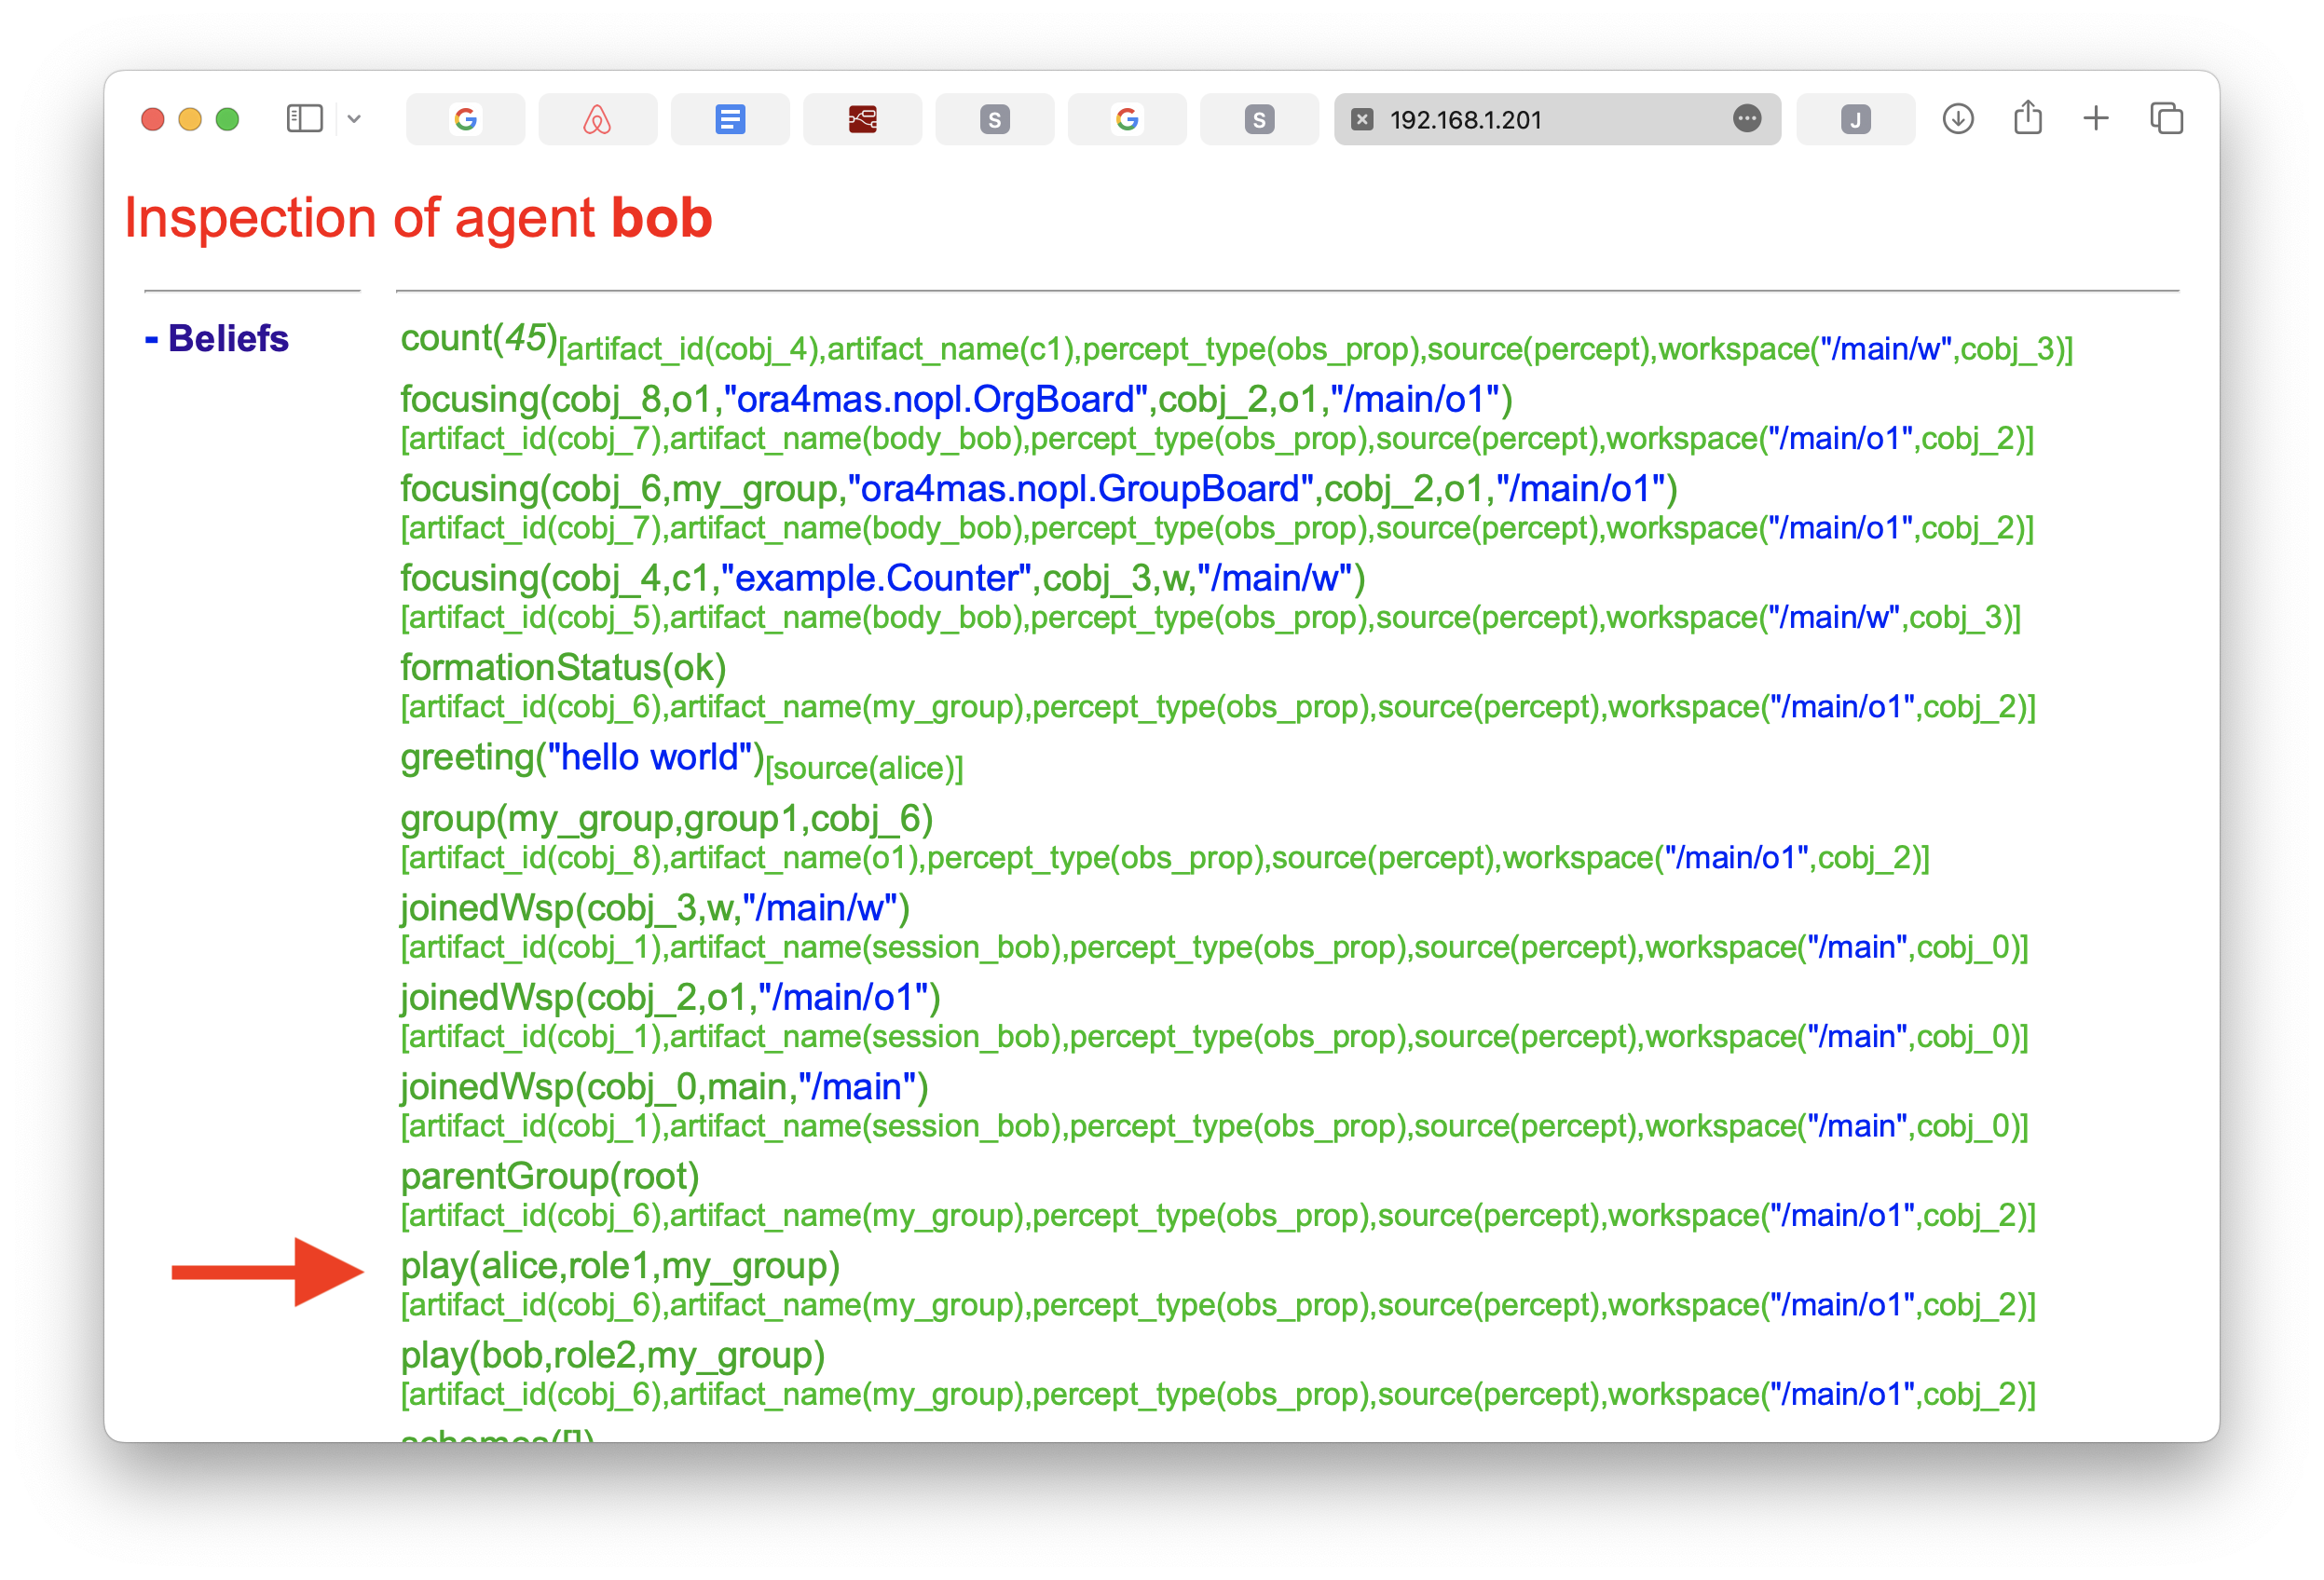 192.168.1.201
S
S
J
Inspection of agent bob
- Beliefs
count(45)[artifact_id(cobj_4),artifact_name(c1),percept_type(obs_prop),source(percept),workspace("/main/w",cobj_3)]
focusing(cobj_8,o1,"ora4mas.nopl.OrgBoard",cobj_2,o1,"/main/o1")
[artifact_id(cobj_7),artifact_name(body_bob),percept_type(obs_prop),source(percept),workspace("/main/o1",cobj_2)]
focusing(cobj_6,my_group,"ora4mas.nopl.GroupBoard",cobj_2,o1,"/main/o1")
[artifact_id(cobj_7),artifact_name(body_bob),percept_type(obs_prop),source(percept),workspace("/main/o1",cobj_2)]
focusing(cobj_4,c1,"example.Counter",cobj_3,w,"/main/w")
[artifact_id(cobj_5),artifact_name(body_bob),percept_type(obs_prop),source(percept),workspace("/main/w",cobj_3)]
formationStatus(ok)
[artifact_id(cobj_6),artifact_name(my_group),percept_type(obs_prop),source(percept),workspace("/main/o1",cobj_2)]
greeting("hello world")[source(alice)]
group(my_group,group1,cobj_6)
[artifact_id(cobj_8),artifact_name(o1),percept_type(obs_prop),source(percept),workspace("/main/o1",cobj_2)]
joinedWsp(cobj_3,w,"/main/w")
[artifact_id(cobj_1),artifact_name(session_bob),percept_type(obs_prop),source(percept),workspace("/main",cobj_0)]
joinedWsp(cobj_2,o1,"/main/o1")
[artifact_id(cobj_1),artifact_name(session_bob),percept_type(obs_prop),source(percept),workspace("/main",cobj_0)]
joinedWsp(cobj_0,main,"/main")
[artifact_id(cobj_1),artifact_name(session_bob),percept_type(obs_prop),source(percept),workspace("/main",cobj_0)]
parentGroup(root)
[artifact_id(cobj_6),artifact_name(my_group),percept_type(obs_prop),source(percept),workspace("/main/o1",cobj_2)]
play(alice,role1,my_group)
[artifact_id(cobj_6),artifact_name(my_group),percept_type(obs_prop),source(percept),workspace("/main/o1",cobj_2)]
play(bob,role2,my_group)
[artifact_id(cobj_6),artifact_name(my_group),percept_type(obs_prop),source(percept),workspace("/main/o1",cobj_2)]
schemes([])